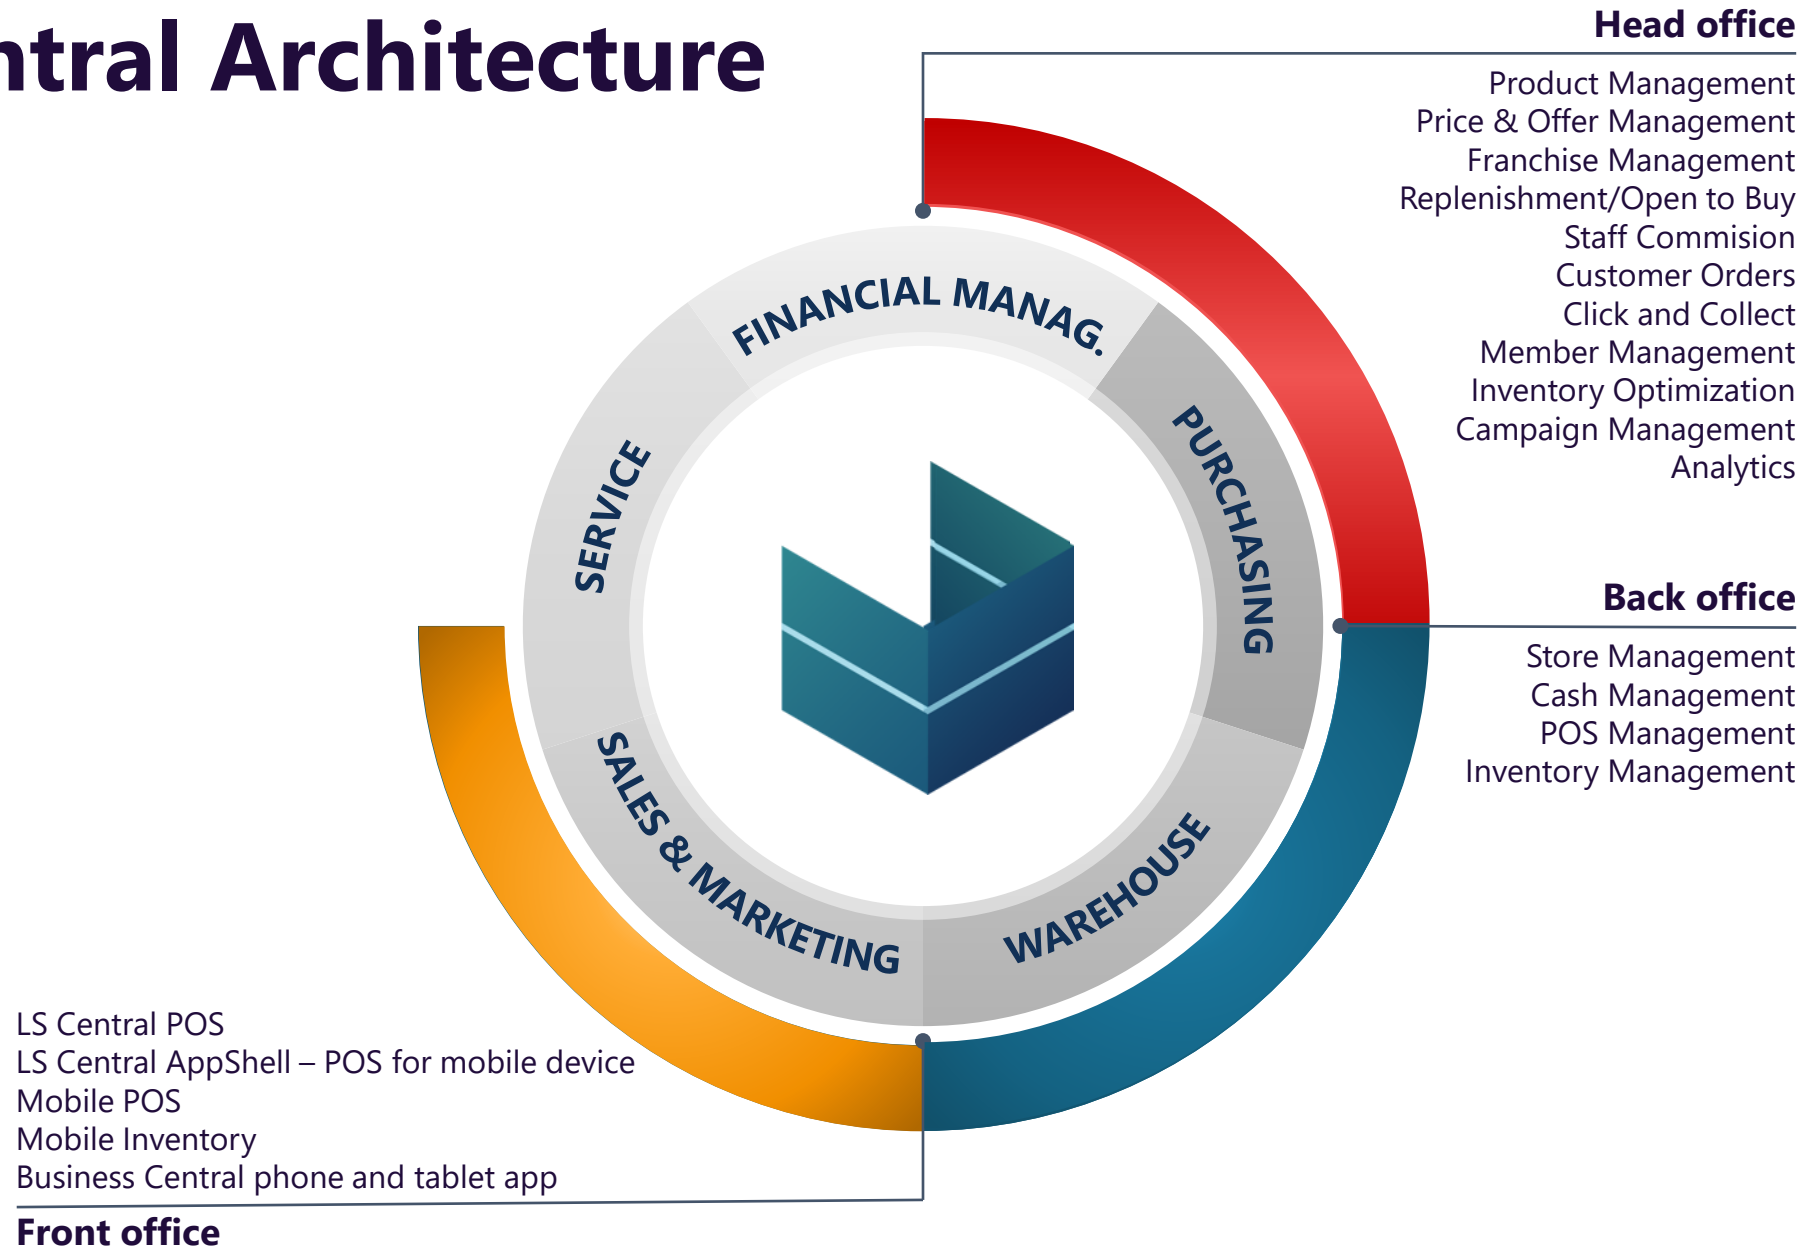 ntral Architecture
Head office
Product Management
Price & Offer Management
Franchise Management
Replenishment/Open to Buy
Staff Commision
Customer Orders
Click and Collect
Member Management
Inventory Optimization
Campaign Management
Analytics
FINANCIAL MANAG.
PURCHASING
SERVICE
SALES & MARKETING
WAREHOUSE
Back office
Store Management
Cash Management
POS Management
Inventory Management
LS Central POS
LS Central AppShell – POS for mobile device
Mobile POS
Mobile Inventory
Business Central phone and tablet app
Front office